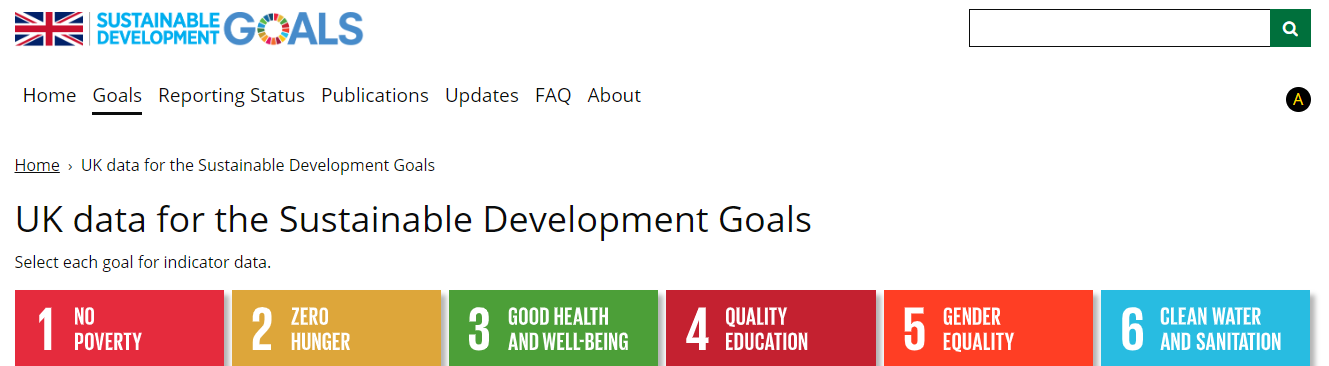 SUSTAINABLE DEVELOPMENT GOALS
Home Goals Reporting Status Publications Updates FAQ About
A
Home › UK data for the Sustainable Development Goals
UK data for the Sustainable Development Goals
Select each goal for indicator data.
1 NO POVERTY
2 ZERO HUNGER
3 GOOD HEALTH AND WELL-BEING
4 QUALITY EDUCATION
5 GENDER EQUALITY
6 CLEAN WATER AND SANITATION